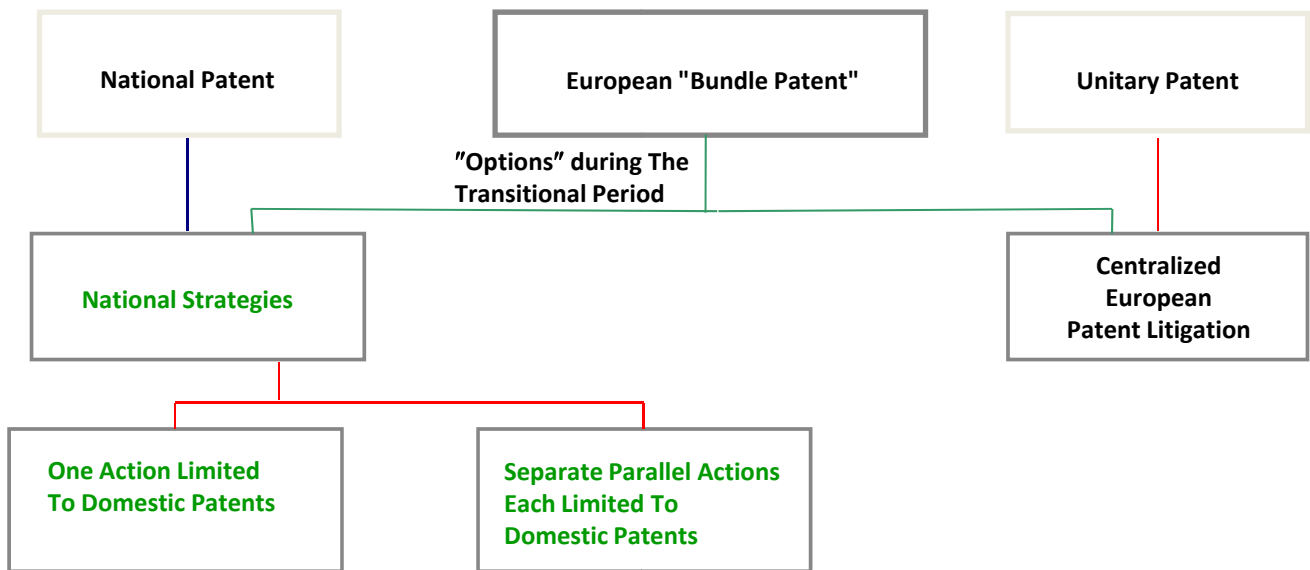 National Patent
European "Bundle Patent"
Unitary Patent
″Options″ during The
Transitional Period
National Strategies
Centralized
European
Patent Litigation
One Action Limited
To Domestic Patents
Separate Parallel Actions
Each Limited To
Domestic Patents